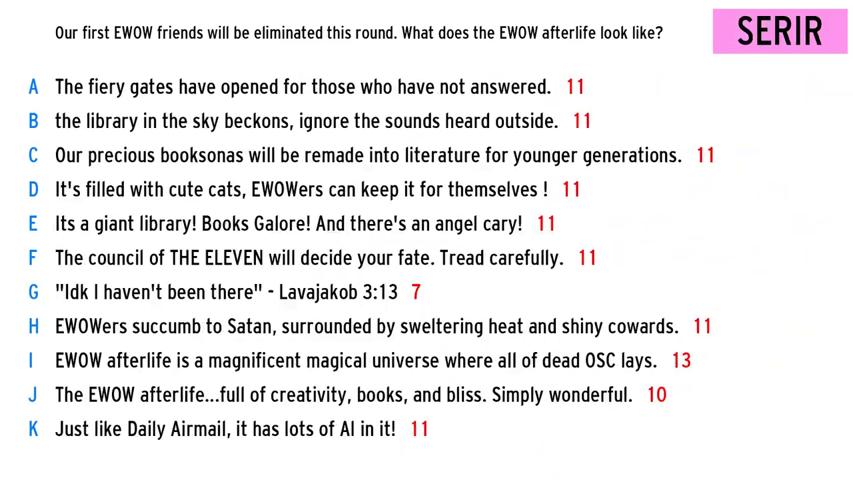 Our first EWOW friends will be eliminated this round. What does the EWOW afterlife look like?
SERIR
A The fiery gates have opened for those who have not answered. 11
B the library in the sky beckons, ignore the sounds heard outside. 11
C Our precious booksonas will be remade into literature for younger generations. 11
D It's filled with cute cats, EWOWers can keep it for themselves ! 11
E Its a giant library! Books Galore! And there's an angel cary! 11
F The council of THE ELEVEN will decide your fate. Tread carefully. 11
G "Idk I haven't been there" - Lavajakob 3:13 7
H EWOWers succumb to Satan, surrounded by sweltering heat and shiny cowards. 11
I EWOW afterlife is a magnificent magical universe where all of dead OSC lays. 13
J The EWOW afterlife...full of creativity, books, and bliss. Simply wonderful. 10
K Just like Daily Airmail, it has lots of AI in it! 11